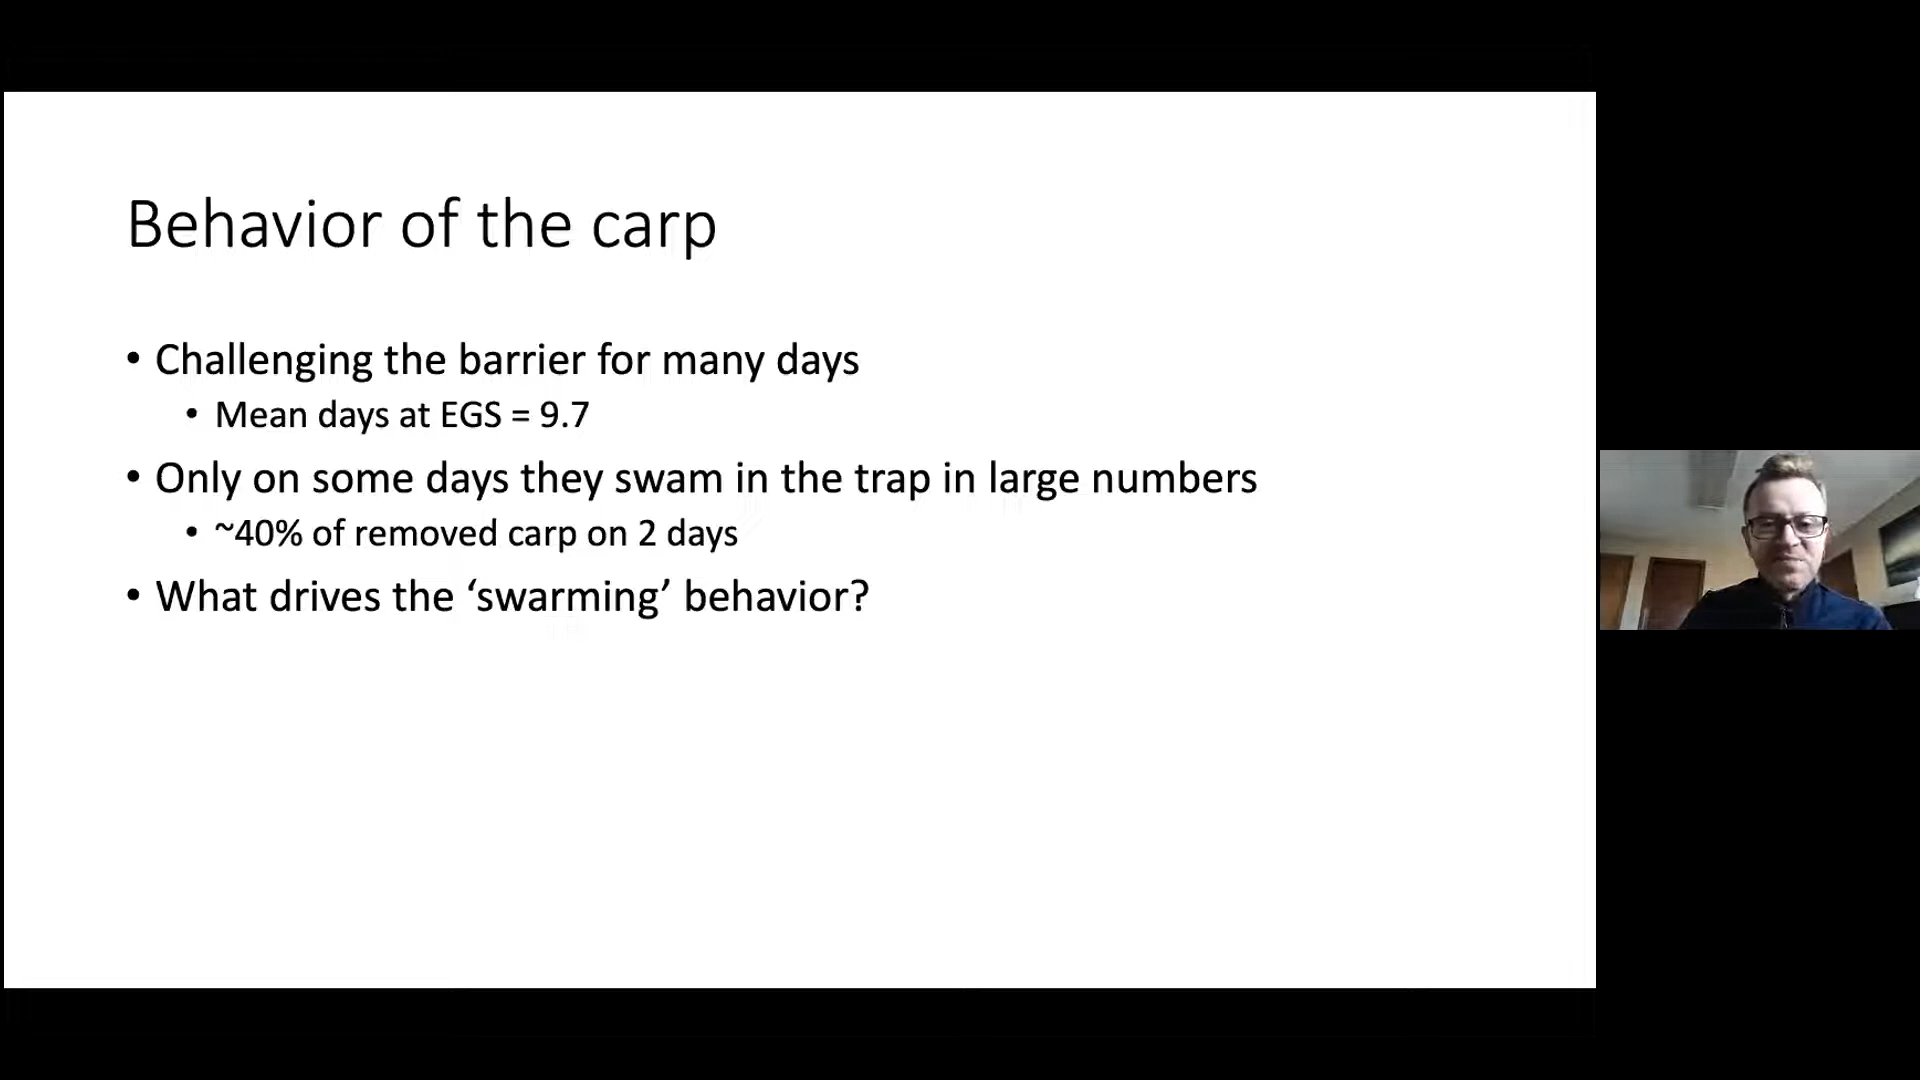 Behavior of the carp
• Challenging the barrier for many days
• Mean days at EGS = 9.7
• Only on some days they swam in the trap in large numbers
• ~40% of removed carp on 2 days
• What drives the ‘swarming’ behavior?